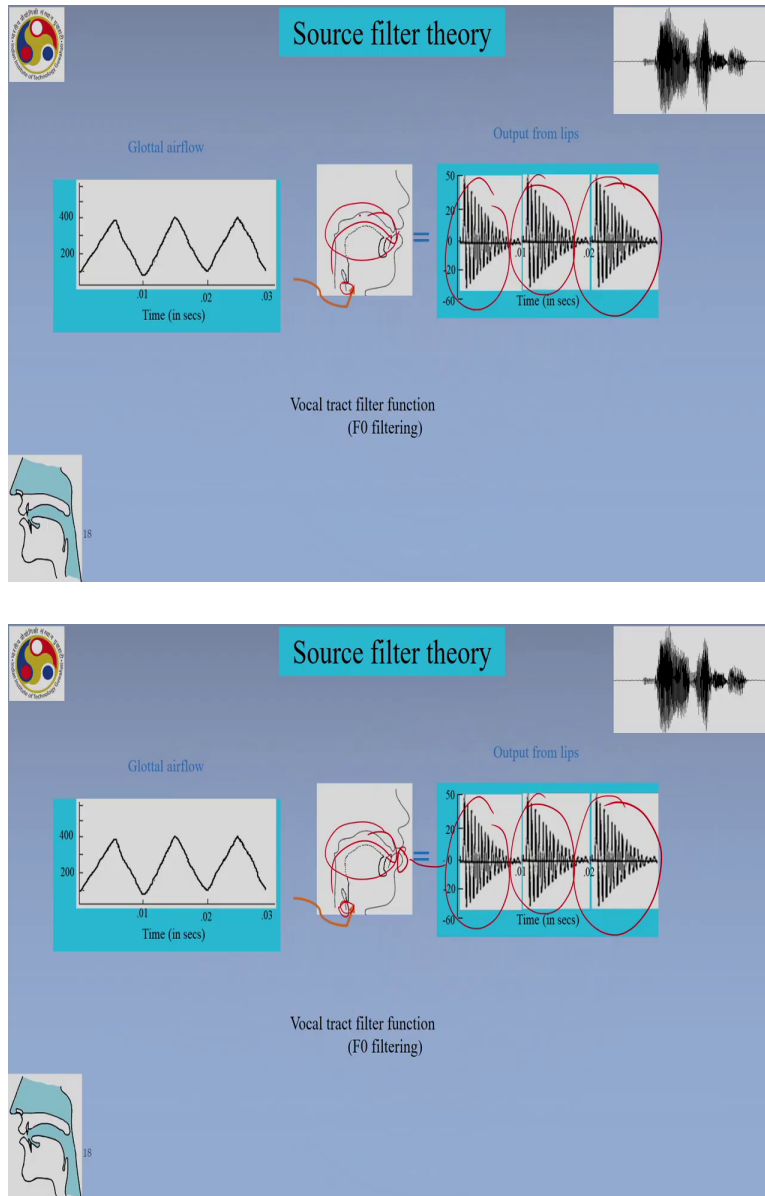 Source filter theory
Output from lips
Glottal airflow
400
200
.01
.02
.03
Time (in secs)
=
50
20
0
-20
-60
.01
.02
Time (in secs)
Vocal tract filter function
(F0 filtering)
18
Source filter theory
Output from lips
Glottal airflow
400
200
.01
.02
.03
Time (in secs)
=
50
20
0
-20
-60
.01
.02
Time (in secs)
Vocal tract filter function
(F0 filtering)
18